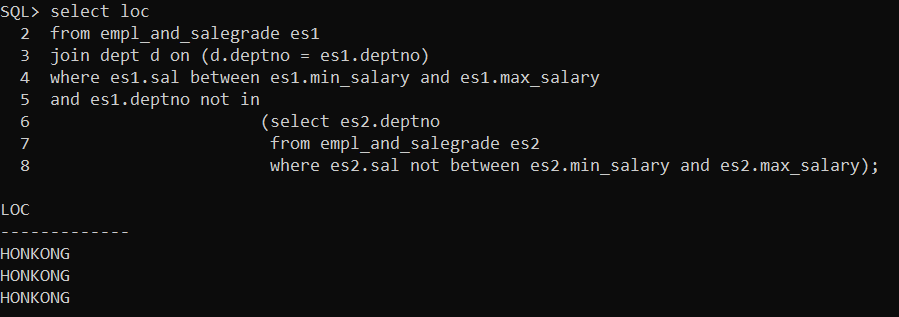 SQL> select loc
  2  from empl_and_salegrade es1
  3  join dept d on (d.deptno = es1.deptno)
  4  where es1.sal between es1.min_salary and es1.max_salary
  5  and es1.deptno not in
  6                      (select es2.deptno
  7                       from empl_and_salegrade es2
  8                       where es2.sal not between es2.min_salary and es2.max_salary);
LOC
-------------
HONKONG
HONKONG
HONKONG